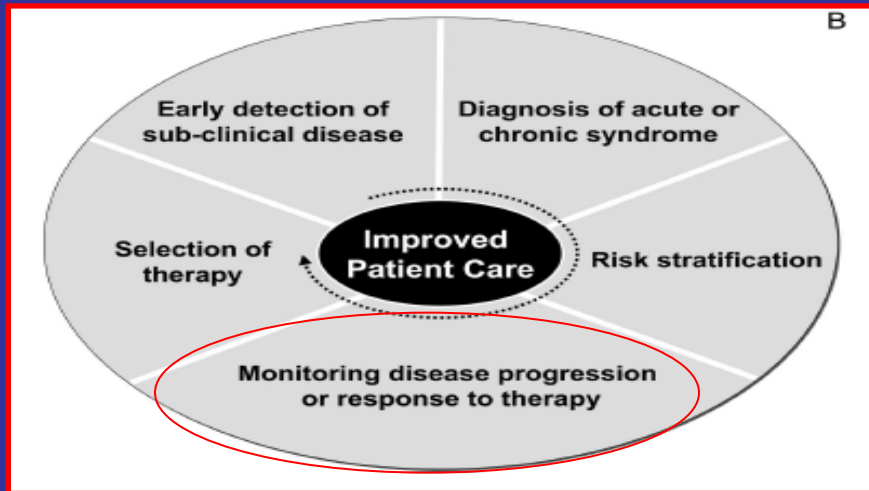 B
Early detection of
sub-clinical disease
Diagnosis of acute or
chronic syndrome
Selection of
therapy
Improved
Patient Care
Risk stratification
Monitoring disease progression
or response to therapy